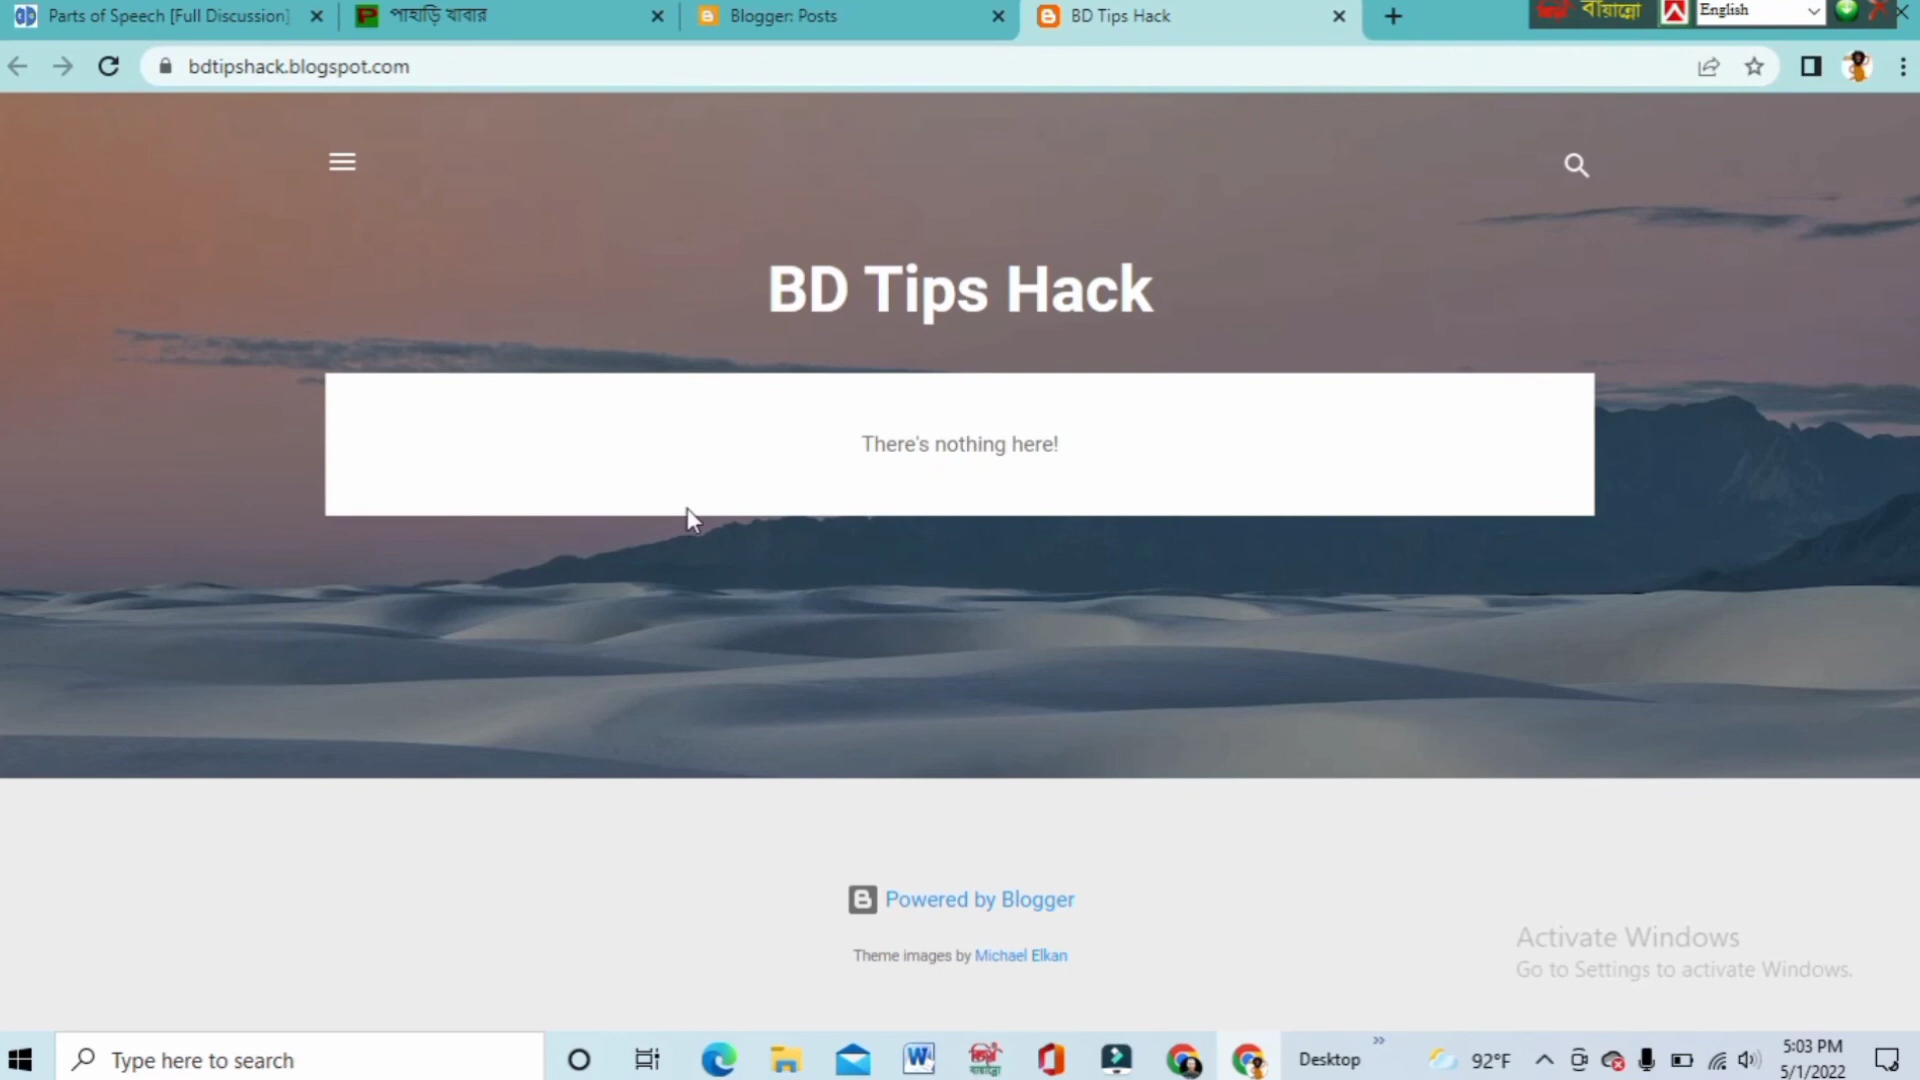 Parts of Speech [Full Discussion]
পাহাড়ি খাবার
Blogger: Posts
BD Tips Hack
বায়ান্নো
English
bdtipshack.blogspot.com
BD Tips Hack
There's nothing here!
Powered by Blogger
Theme images by Michael Elkan
Activate Windows
Go to Settings to activate Windows.
Type here to search
Desktop
92°F
5:03 PM
5/1/2022